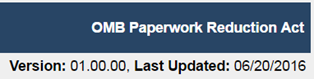 OMB Paperwork Reduction Act
Version: 01.00.00, Last Updated: 06/20/2016